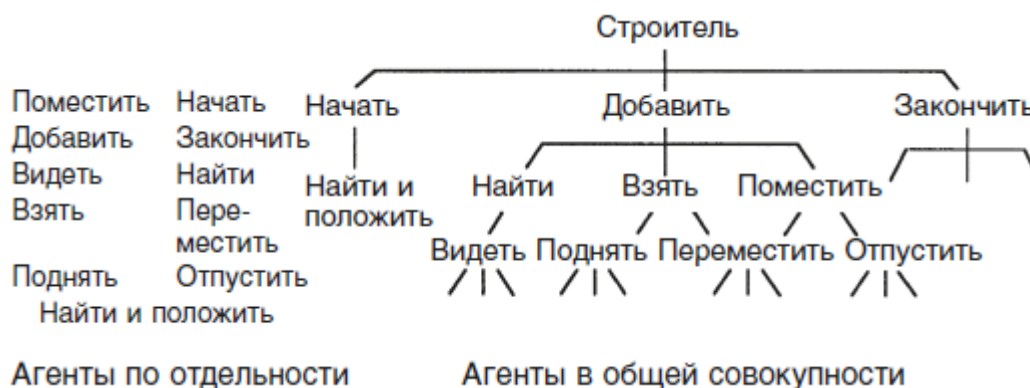 Строитель
Поместить Начать
Добавить Закончить
Видеть Найти
Взять Пере-
местить
Поднять Отпустить
Найти и положить
Начать Добавить Закончить
Найти и
положить
Найти Взять Поместить
Видеть Поднять Переместить Отпустить
Агенты по отдельности Агенты в общей совокупности